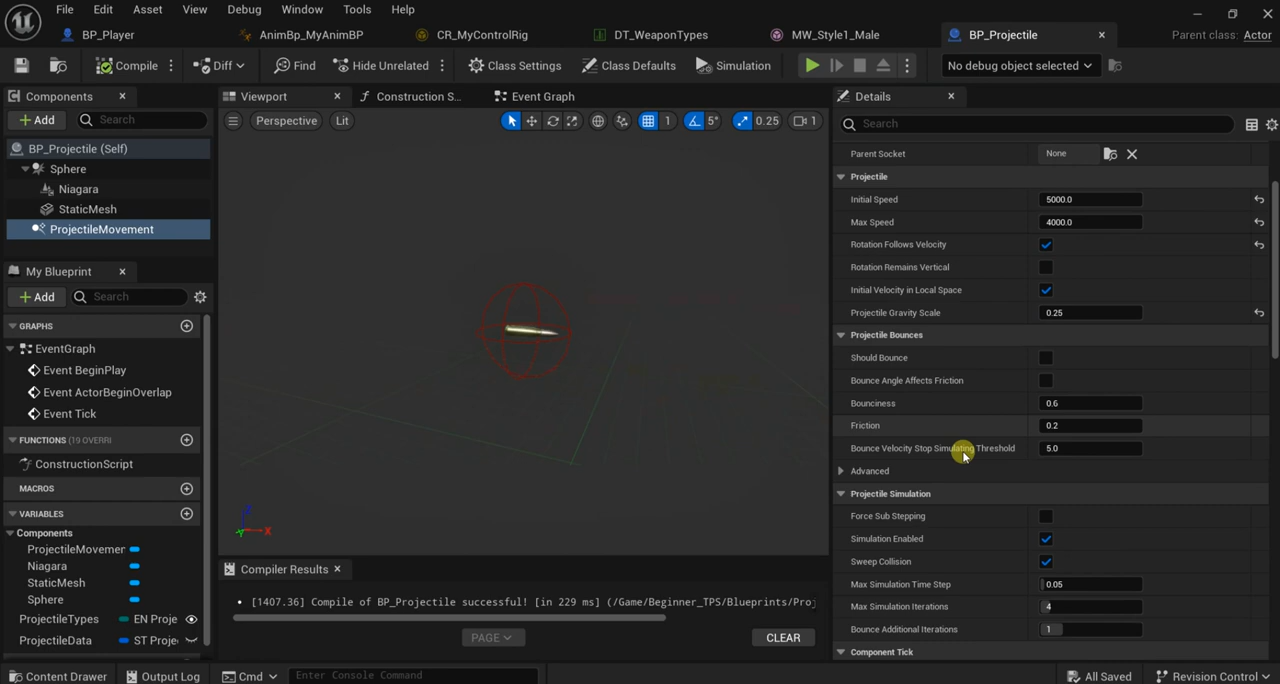 File Edit Asset View Debug Window Tools Help
BP_Player AnimBp_MyAnimBP CR_MyControlRig DT_WeaponTypes MW_Style1_Male BP_Projectile Parent class: Actor
Compile Diff Find Hide Unrelated Class Settings Class Defaults Simulation No debug object selected
Components Viewport Construction S... Event Graph Details
Add Search Perspective Lit 1 5° 0.25 1 Search
BP_Projectile (Self)
Sphere
Niagara
StaticMesh
ProjectileMovement
My Blueprint
Add Search
GRAPHS
EventGraph
Event BeginPlay
Event ActorBeginOverlap
Event Tick
FUNCTIONS (19 OVERRI
ConstructionScript
MACROS
VARIABLES
Components
ProjectileMovemer
Niagara
StaticMesh
Sphere
ProjectileTypes EN Proje
ProjectileData ST Proje
Z
X
Y
Compiler Results
[1407.36] Compile of BP_Projectile successful! [in 229 ms] (/Game/Beginner_TPS/Blueprints/Proj
PAGE CLEAR
Parent Socket None
Projectile
Initial Speed 5000.0
Max Speed 4000.0
Rotation Follows Velocity
Rotation Remains Vertical
Initial Velocity in Local Space
Projectile Gravity Scale 0.25
Projectile Bounces
Should Bounce
Bounce Angle Affects Friction
Bounciness 0.6
Friction 0.2
Bounce Velocity Stop Simulating Threshold 5.0
Advanced
Projectile Simulation
Force Sub Stepping
Simulation Enabled
Sweep Collision
Max Simulation Time Step 0.05
Max Simulation Iterations 4
Bounce Additional Iterations 1
Component Tick
Content Drawer Output Log Cmd Enter Console Command All Saved Revision Control